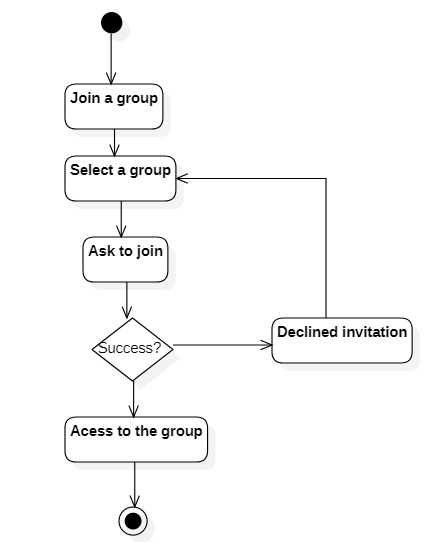 Join a group
Select a group
Ask to join
Success?
Declined invitation
Acess to the group